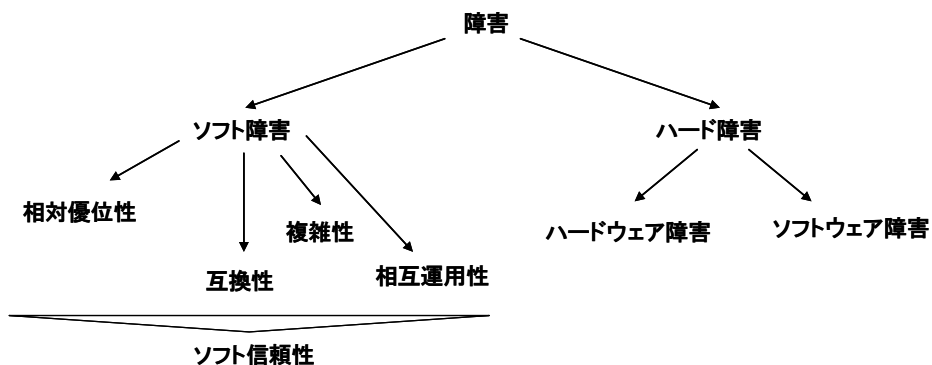 障害
ソフト障害
ハード障害
相対優位性
複雑性
ハードウェア障害
ソフトウェア障害
互換性
相互運用性
ソフト信頼性